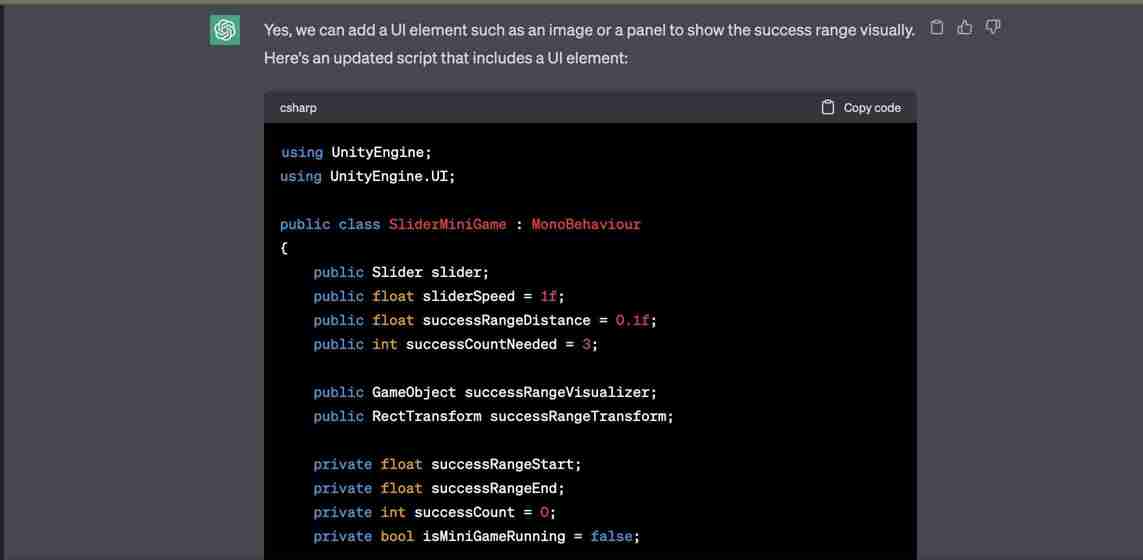 Yes, we can add a UI element such as an image or a panel to show the success range visually.
Here's an updated script that includes a UI element:
csharp
Copy code
using UnityEngine;
using UnityEngine.UI;
public class SliderMiniGame : MonoBehaviour
{
public Slider slider;
public float sliderSpeed = 1f;
public float successRangeDistance = 0.1f;
public int successCountNeeded = 3;
public GameObject successRangeVisualizer;
public RectTransform successRangeTransform;
private float successRangeStart;
private float successRangeEnd;
private int successCount = 0;
private bool isMiniGameRunning = false;